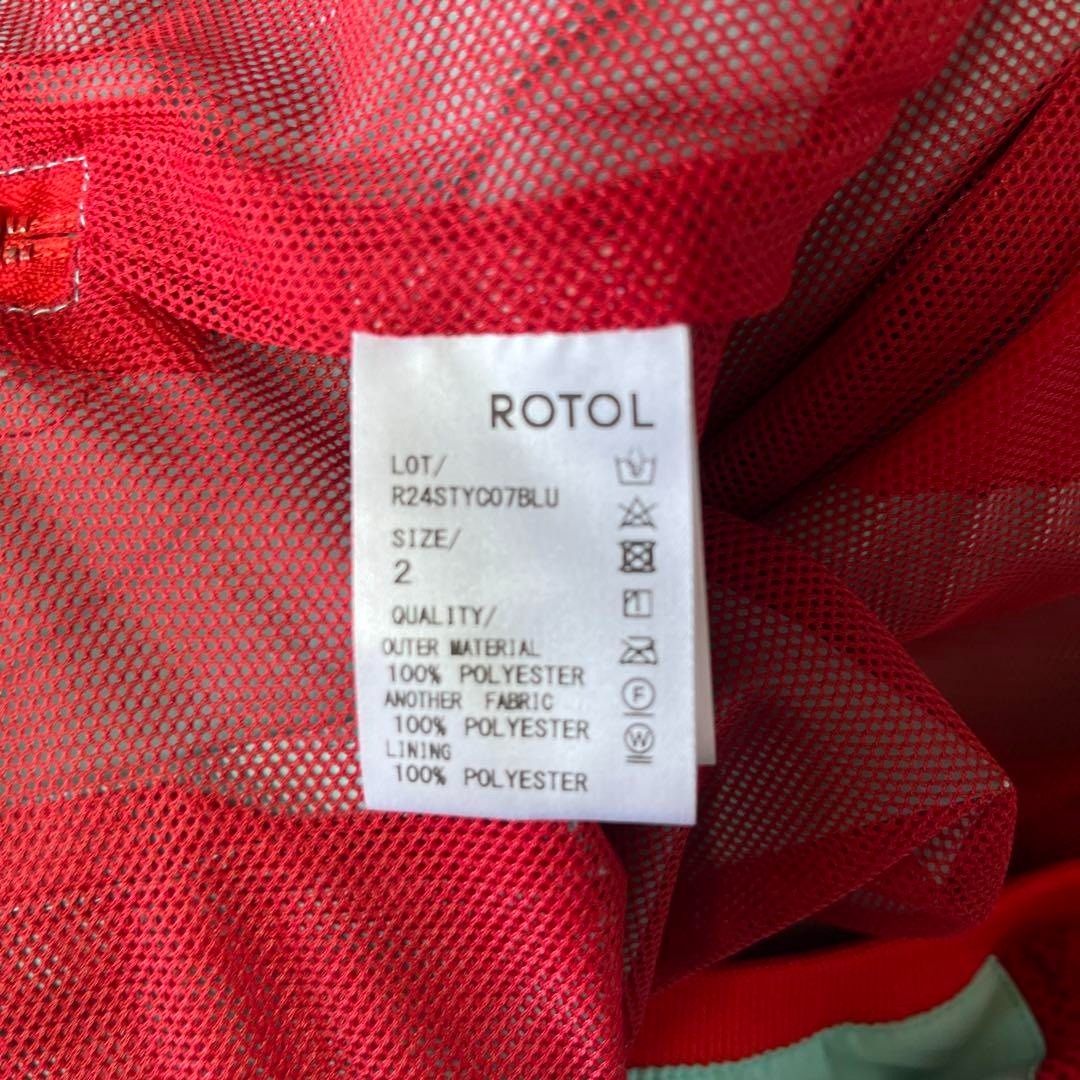 ROTOL
LOT/
R24STYC07BLU
SIZE/
2
QUALITY/
OUTER MATERIAL
100% POLYESTER
ANOTHER FABRIC
100% POLYESTER
LINING
100% POLYESTER
F
W